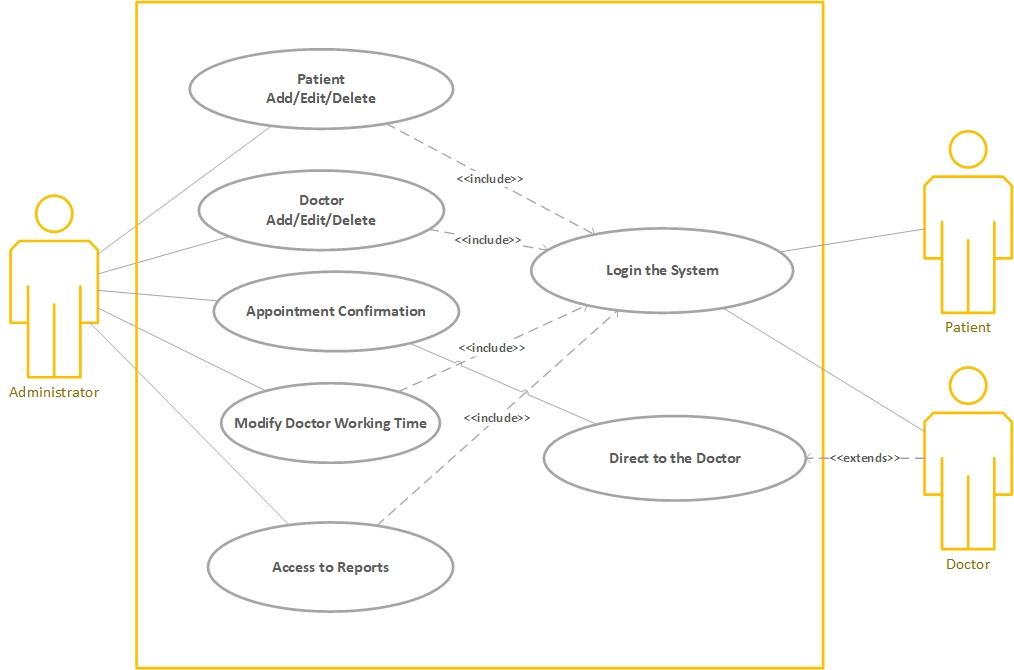 Patient
Add/Edit/Delete
<<include>>
Doctor
Add/Edit/Delete
<<include>>
Login the System
Appointment Confirmation
Patient
<<include>>
Administrator
<<include>>
Modify Doctor Working Time
Direct to the Doctor
<<extends>>
Access to Reports
Doctor